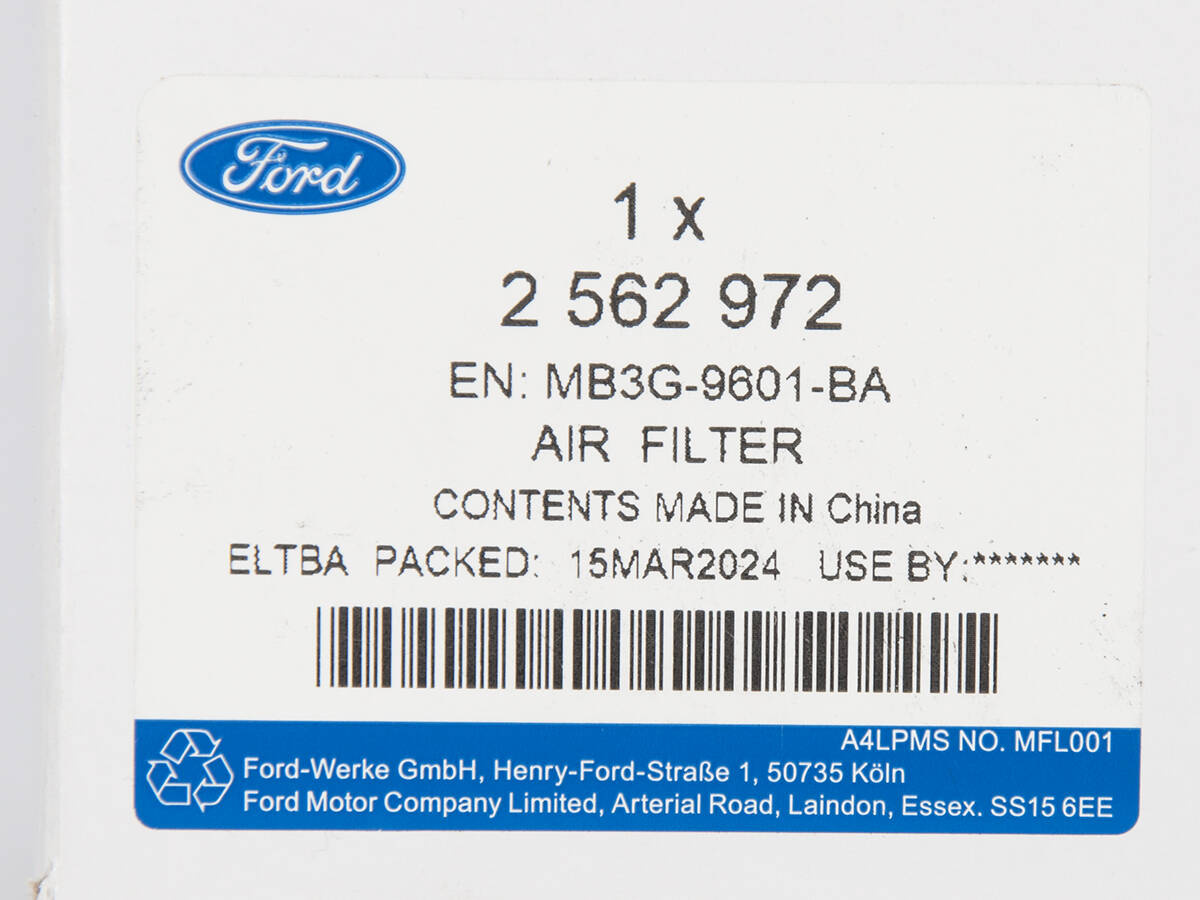 Ford
1 x
2 562 972
EN: MB3G-9601-BA
AIR FILTER
CONTENTS MADE IN China
ELTBA PACKED: 15MAR2024 USE BY:*******
A4LPMS NO. MFL001
Ford-Werke GmbH, Henry-Ford-Straße 1, 50735 Köln
Ford Motor Company Limited, Arterial Road, Laindon, Essex. SS15 6EE